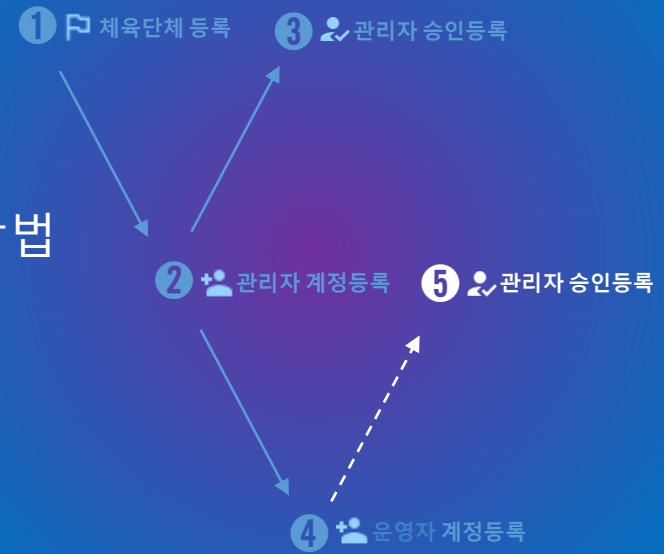 1 체육단체 등록
3 관리자 승인등록
법
2 관리자 계정등록
5 관리자 승인등록
4 운영자 계정등록